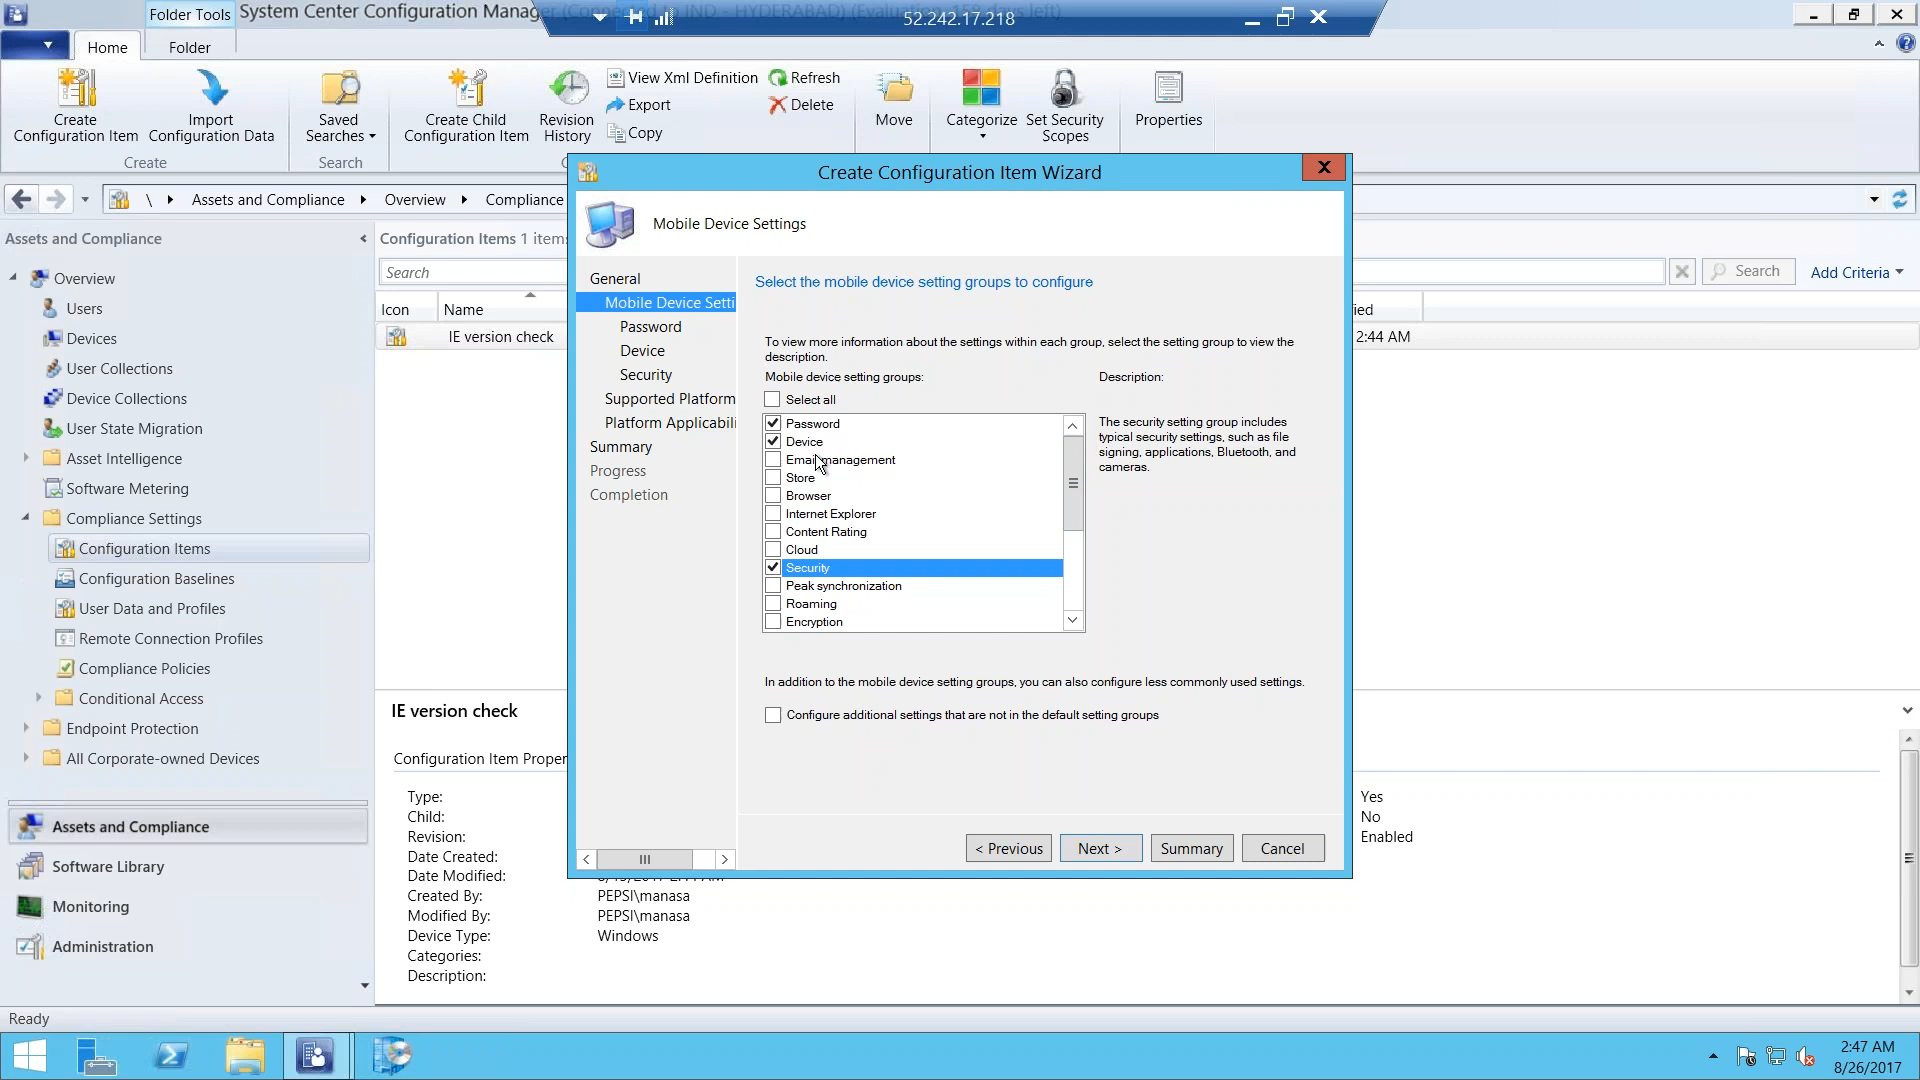 Folder Tools
System Center Configuration Manager
52.242.17.218
Home
Folder
Create
Configuration Item
Import
Configuration Data
Saved
Searches
Create Child
Configuration Item
Revision
History
View Xml Definition
Export
Copy
Refresh
Delete
Move
Categorize
Set Security
Scopes
Properties
Create
Search
\ Assets and Compliance Overview Compliance
Assets and Compliance
Overview
Users
Devices
User Collections
Device Collections
User State Migration
Asset Intelligence
Software Metering
Compliance Settings
Configuration Items
Configuration Baselines
User Data and Profiles
Remote Connection Profiles
Compliance Policies
Conditional Access
Endpoint Protection
All Corporate-owned Devices
Assets and Compliance
Software Library
Monitoring
Administration
Configuration Items 1 items
Search
Search
Add Criteria
Icon
Name
ied
IE version check
2:44 AM
Create Configuration Item Wizard
Mobile Device Settings
General
Mobile Device Setti
Password
Device
Security
Supported Platform
Platform Applicabili
Summary
Progress
Completion
Select the mobile device setting groups to configure
To view more information about the settings within each group, select the setting group to view the
description.
Mobile device setting groups:
Description:
Select all
Password
Device
Email management
Store
Browser
Internet Explorer
Content Rating
Cloud
Security
Peak synchronization
Roaming
Encryption
The security setting group includes
typical security settings, such as file
signing, applications, Bluetooth, and
cameras.
In addition to the mobile device setting groups, you can also configure less commonly used settings.
Configure additional settings that are not in the default setting groups
< Previous
Next >
Summary
Cancel
IE version check
Configuration Item Proper
Type:
Child:
Revision:
Date Created:
Date Modified:
Created By:
PEPSI\manasa
Modified By:
PEPSI\manasa
Device Type:
Windows
Categories:
Description:
Yes
No
Enabled
Ready
2:47 AM
8/26/2017